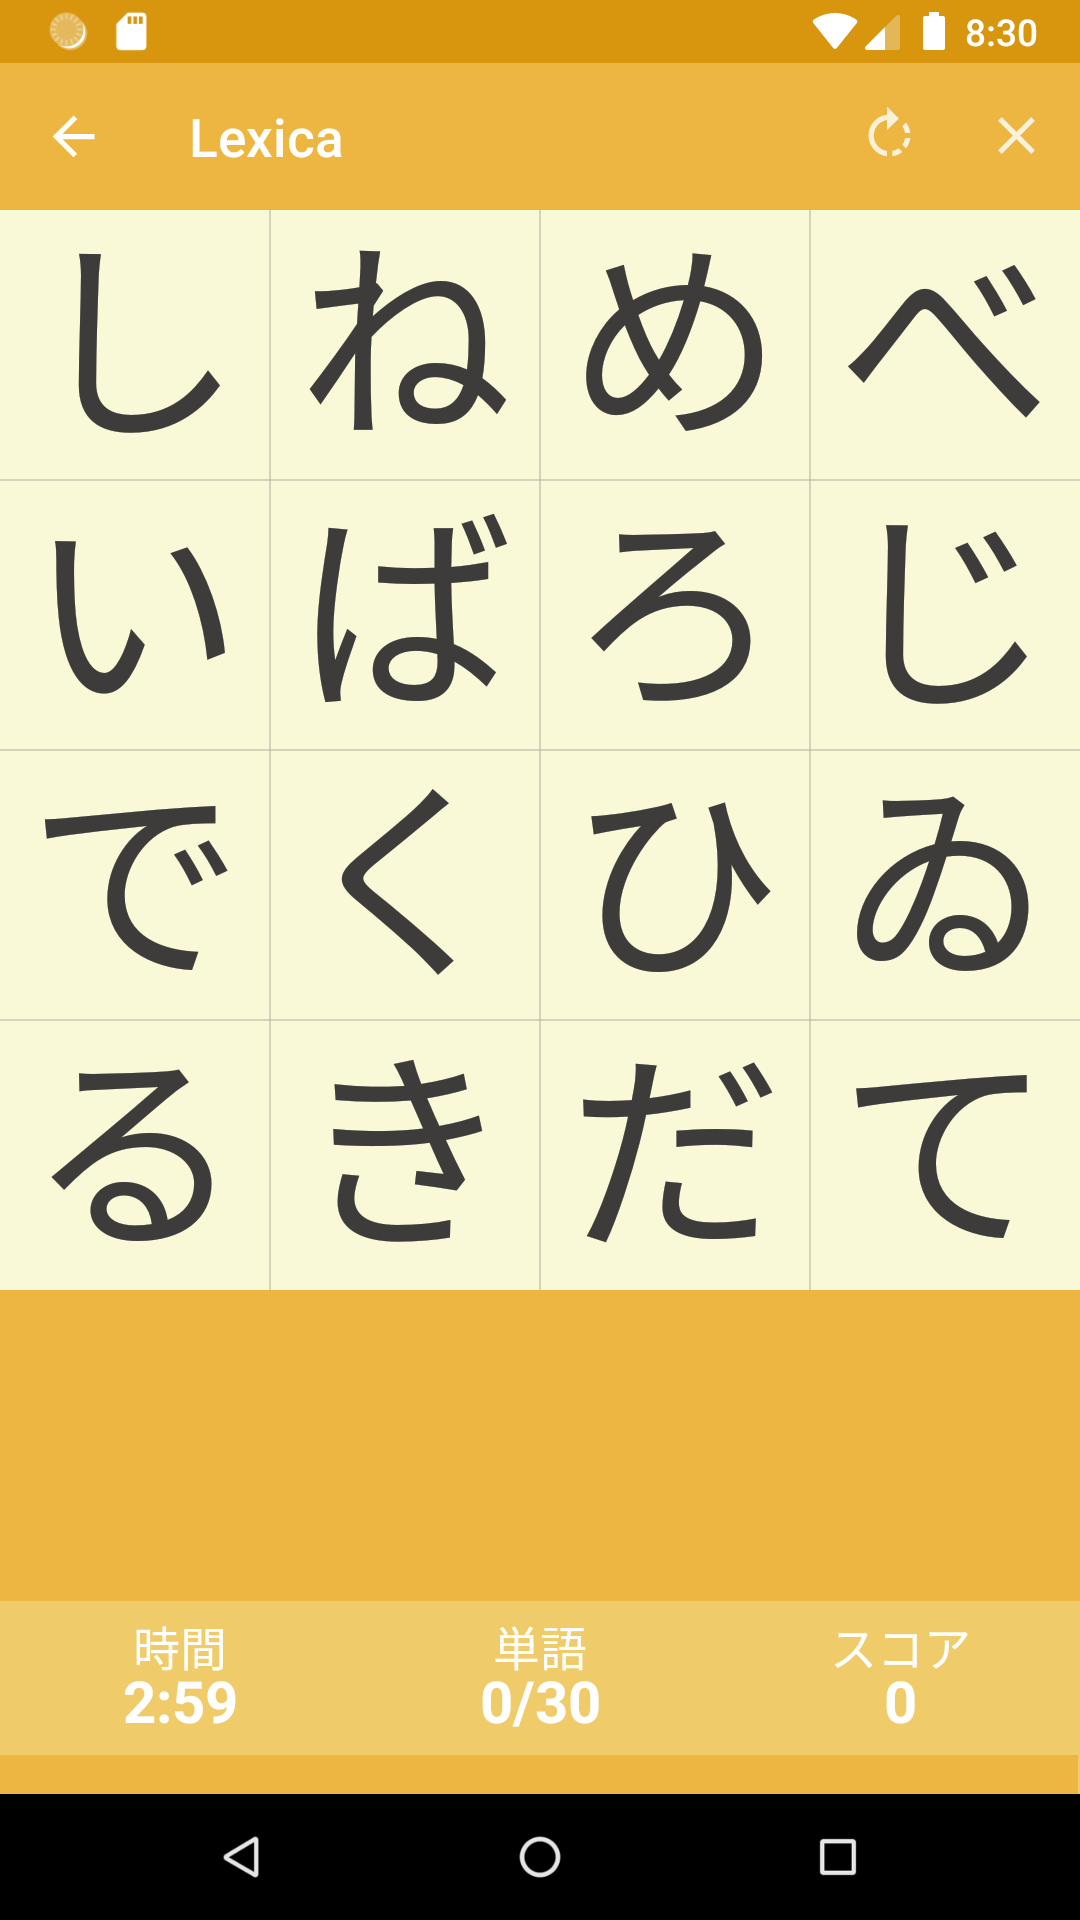 8:30
Lexica
し ね め べ
い ば ろ じ
で く ひ ゐ
る き だ て
時間 単語 スコア
2:59 0/30 0